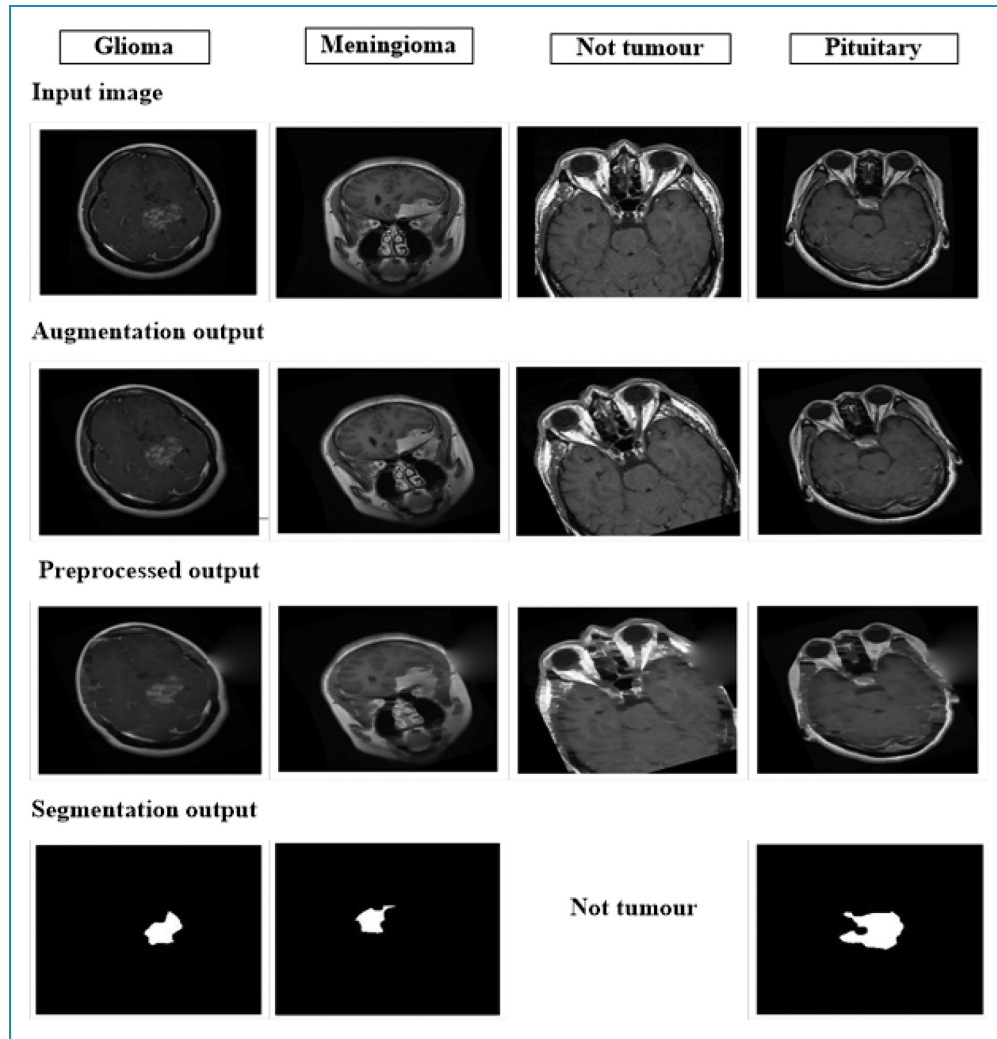 Glioma
Meningioma
Not tumour
Pituitary
Input image
Augmentation output
Preprocessed output
Segmentation output
Not tumour